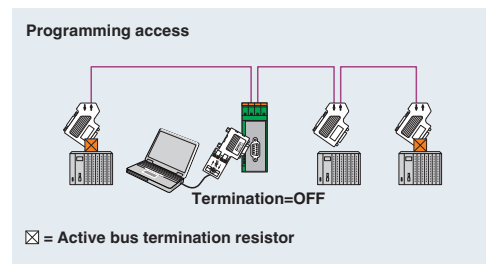 Programming access
Termination=OFF
☒ = Active bus termination resistor